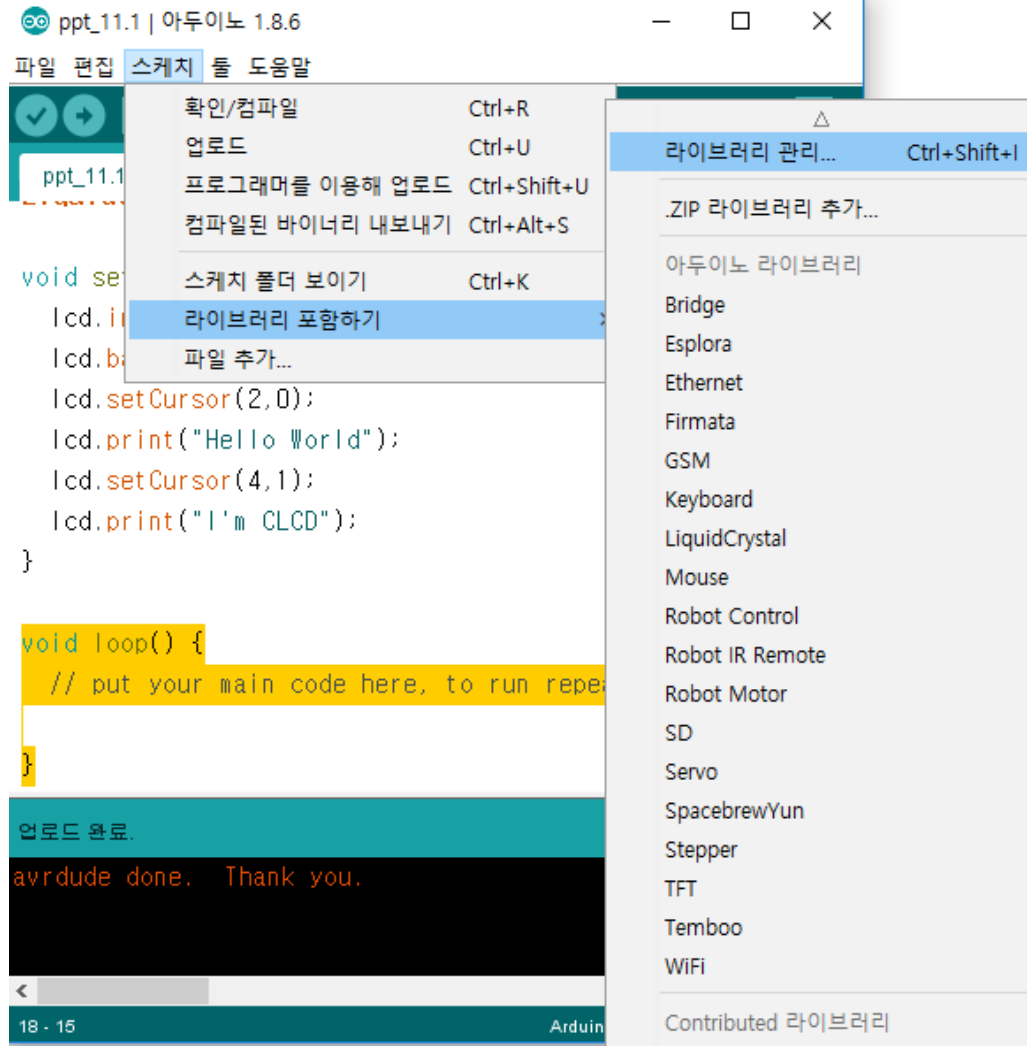 ppt_11.1 | 아두이노 1.8.6
파일 편집 스케치 툴 도움말
확인/컴파일 Ctrl+R
업로드 Ctrl+U
프로그래머를 이용해 업로드 Ctrl+Shift+U
컴파일된 바이너리 내보내기 Ctrl+Alt+S
스케치 폴더 보이기 Ctrl+K
라이브러리 포함하기
파일 추가...
라이브러리 관리... Ctrl+Shift+I
.ZIP 라이브러리 추가...
아두이노 라이브러리
Bridge
Esplora
Ethernet
Firmata
GSM
Keyboard
LiquidCrystal
Mouse
Robot Control
Robot IR Remote
Robot Motor
SD
Servo
SpacebrewYun
Stepper
TFT
Temboo
WiFi
Contributed 라이브러리
ppt_11.1
void
lcd.
lcd.
lcd.setCursor(2,0);
lcd.print("Hello World");
lcd.setCursor(4,1);
lcd.print("I'm CLCD");
}
void loop() {
// put your main code here, to run
}
업로드 완료.
avrdude done. Thank you.
18 - 15